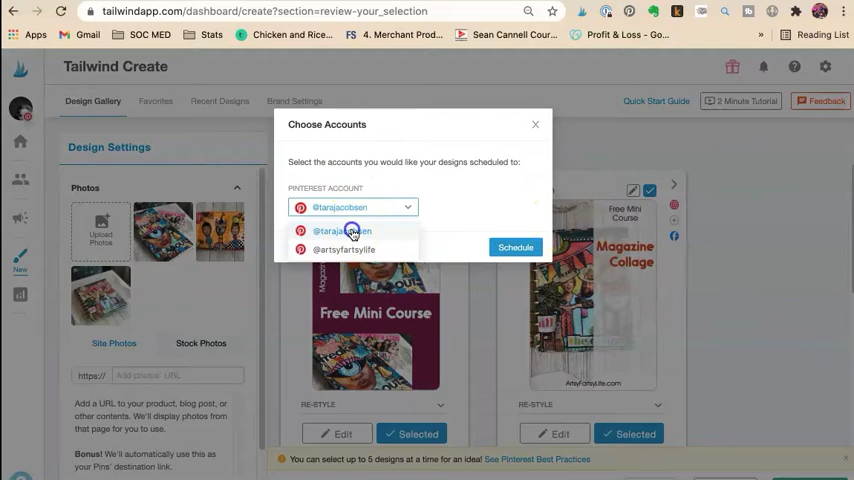 tailwindapp.com/dashboard/create?section=review-your_selection
Apps
Gmail
SOC MED
Stats
Chicken and Rice...
4. Merchant Prod...
Sean Cannell Cour...
Profit & Loss - Go...
»
Reading List
Tailwind Create
Design Gallery
Favorites
Recent Designs
Brand Settings
Quick Start Guide
2 Minute Tutorial
Feedback
Design Settings
Photos
Upload
Photos
New
Site Photos
Stock Photos
https://
Add photos' URL
Add a URL to your product, blog post, or
other contents. We'll display photos from
that page for you to use.
Bonus! We'll automatically use this as
your Pins' destination link.
Choose Accounts
Select the accounts you would like your designs scheduled to:
PINTEREST ACCOUNT
@tarajacobsen
@tarajacobsen
@artsyfartsylife
Schedule
Magazine
Free Mini Course
RE-STYLE
Edit
Selected
Free Mini
Course
Magazine
Collage
ArtsyFartsyLife.com
RE-STYLE
Edit
Selected
You can select up to 5 designs at a time for an idea! See Pinterest Best Practices